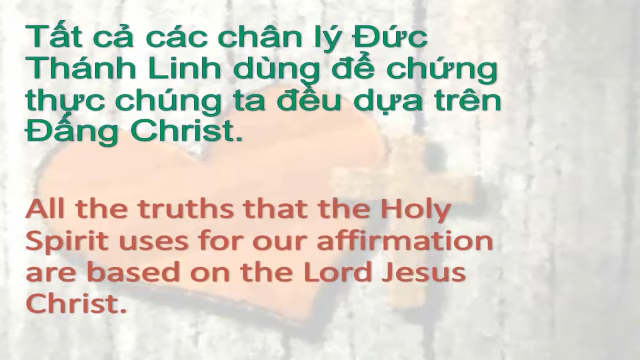 Tất cả các chân lý Đức
Thánh Linh dùng để chứng
thực chúng ta đều dựa trên
Đấng Christ.
All the truths that the Holy
Spirit uses for our affirmation
are based on the Lord Jesus
Christ.